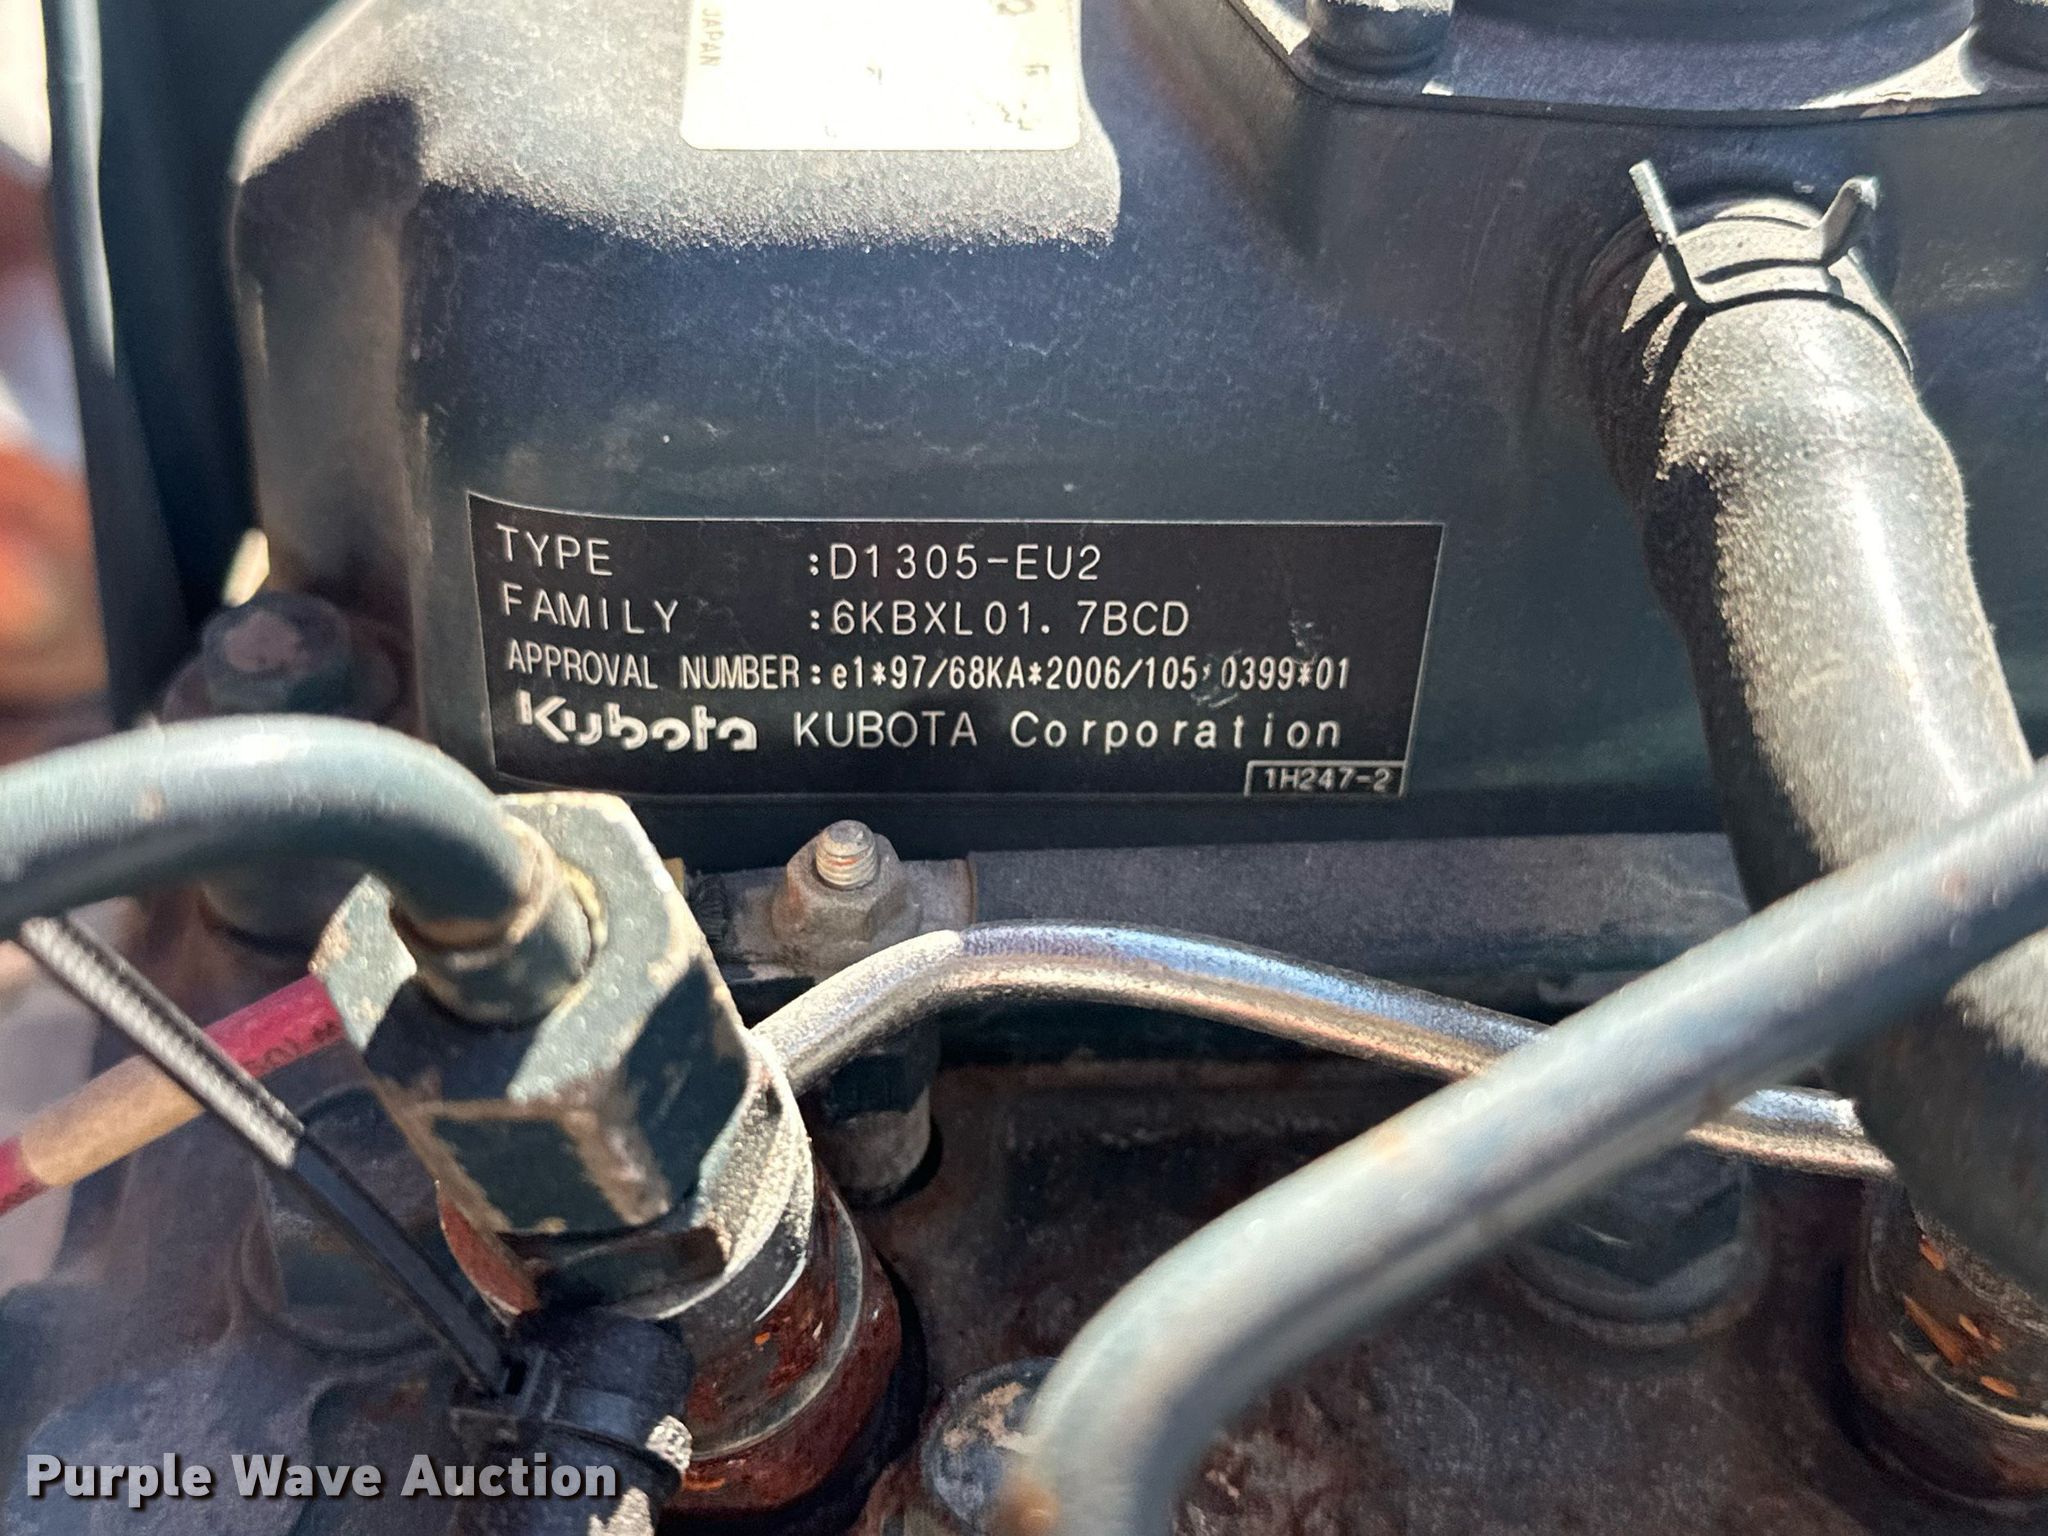 JAPAN
TYPE :D1305-EU2
FAMILY :6KBXL01.7BCD
APPROVAL NUMBER:e1*97/68KA*2006/105*0399*01
Kubota KUBOTA Corporation
1H247-2
Purple Wave Auction